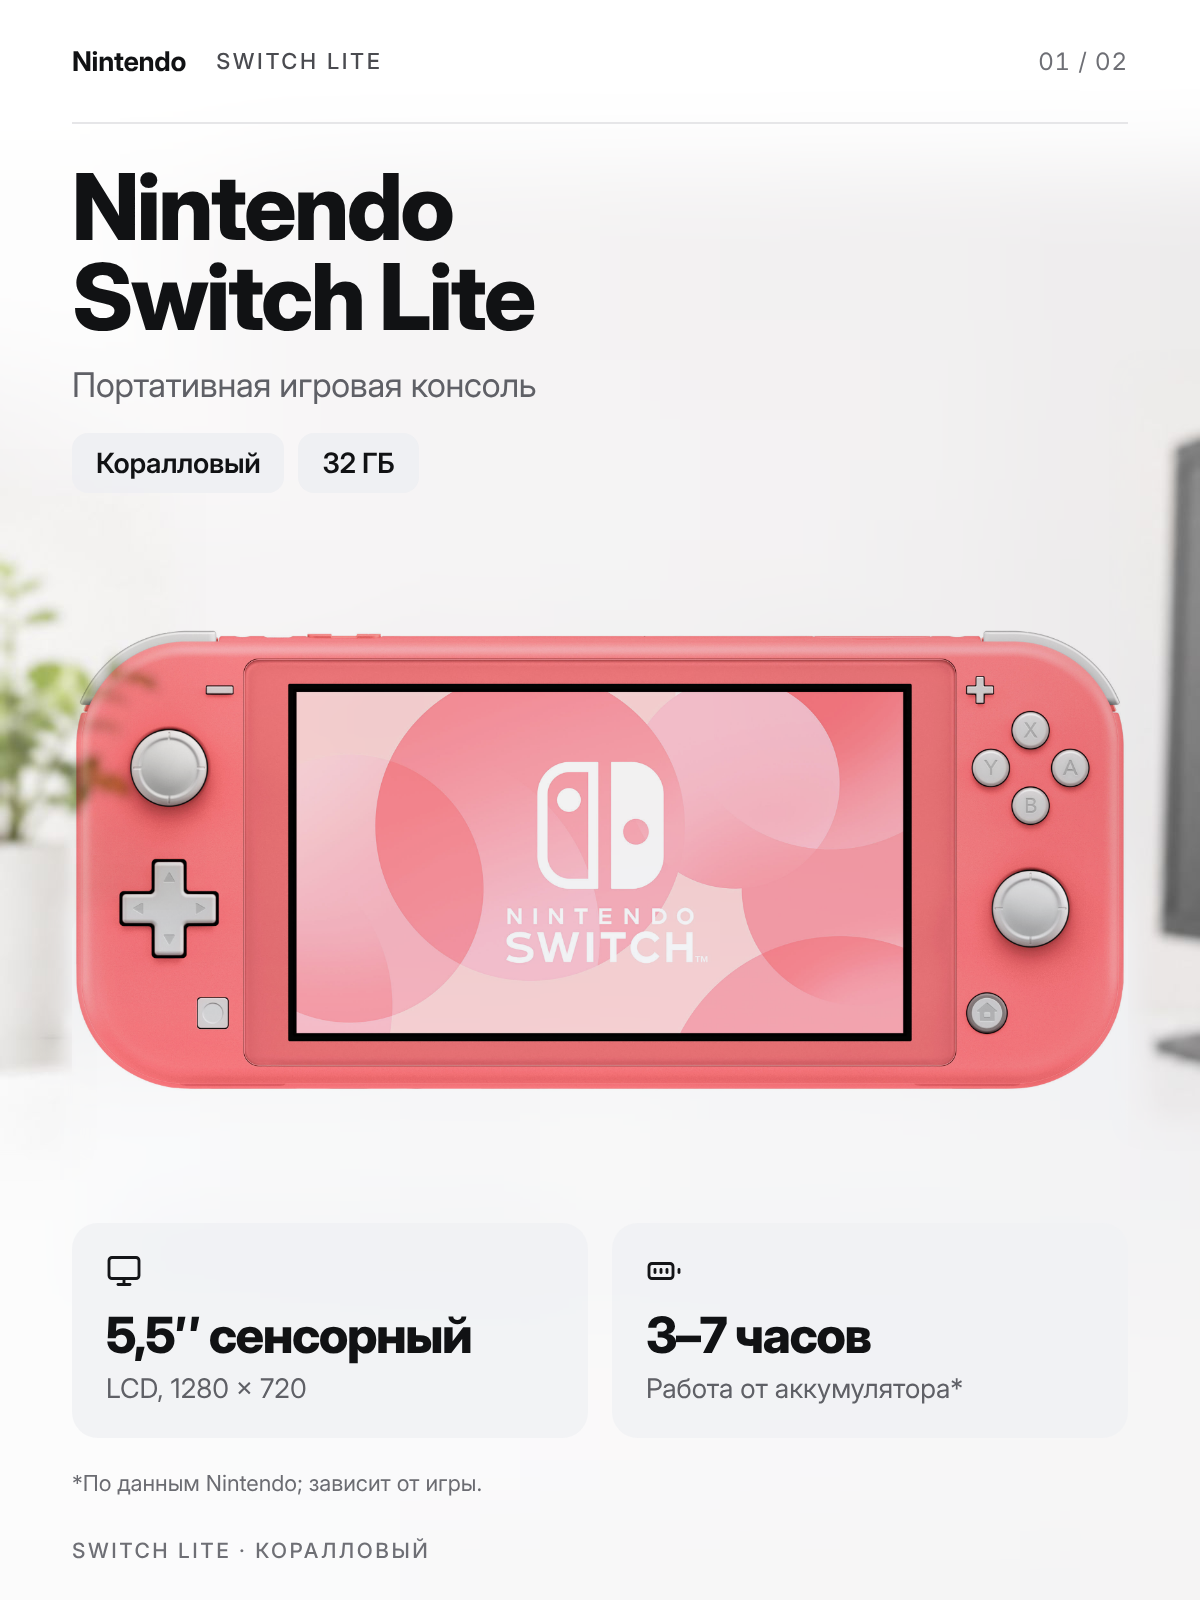 Nintendo SWITCH LITE 01 / 02
Nintendo
Switch Lite
Портативная игровая консоль
Коралловый 32 ГБ
X
Y A
B
NINTENDO
SWITCH™
5,5″ сенсорный
LCD, 1280 × 720
3–7 часов
Работа от аккумулятора*
*По данным Nintendo; зависит от игры.
SWITCH LITE · КОРАЛЛОВЫЙ